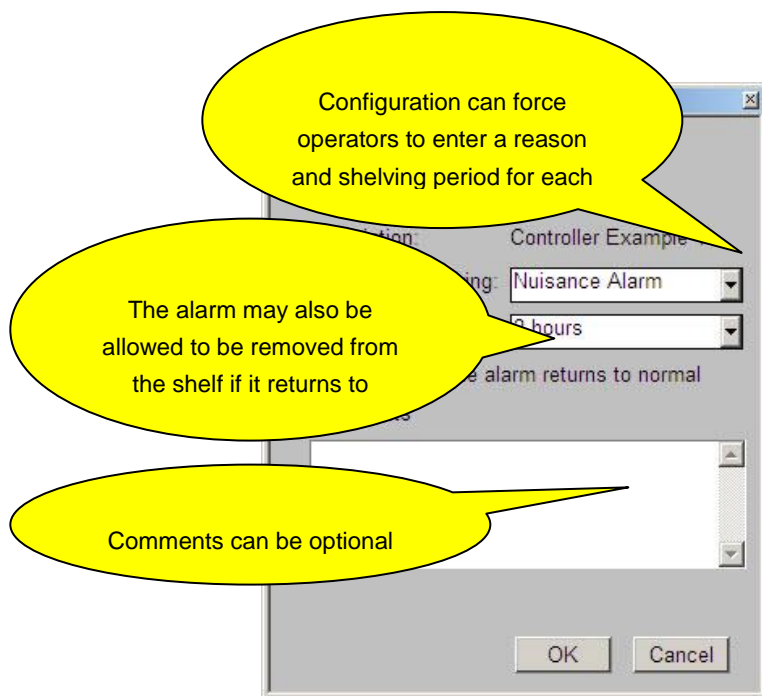 Configuration can force
operators to enter a reason
and shelving period for each
Controller Example
Nuisance Alarm
The alarm may also be
allowed to be removed from
the shelf if it returns to
hours
alarm returns to normal
Comments can be optional
OK
Cancel